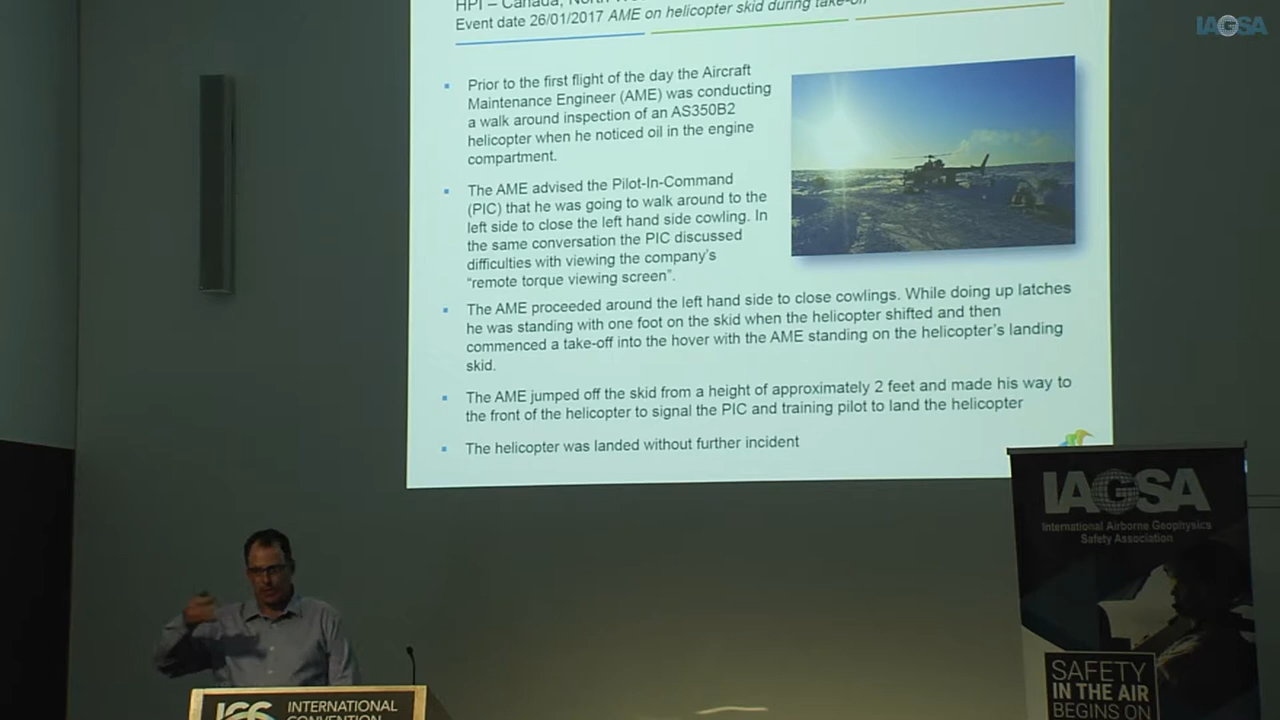 HPI – Canada, North
Event date 26/01/2017 AME on helicopter skid during take-off
IAGSA
Prior to the first flight of the day the Aircraft
Maintenance Engineer (AME) was conducting
a walk around inspection of an AS350B2
helicopter when he noticed oil in the engine
compartment.
The AME advised the Pilot-In-Command
(PIC) that he was going to walk around to the
left side to close the left hand side cowling. In
the same conversation the PIC discussed
difficulties with viewing the company's
"remote torque viewing screen".
The AME proceeded around the left hand side to close cowlings. While doing up latches
he was standing with one foot on the skid when the helicopter shifted and then
commenced a take-off into the hover with the AME standing on the helicopter's landing
skid.
The AME jumped off the skid from a height of approximately 2 feet and made his way to
the front of the helicopter to signal the PIC and training pilot to land the helicopter
The helicopter was landed without further incident
IAGSA
International Airborne Geophysics
Safety Association
SAFETY
IN THE AIR
BEGINS ON
ICC INTERNATIONAL
CONVENTION